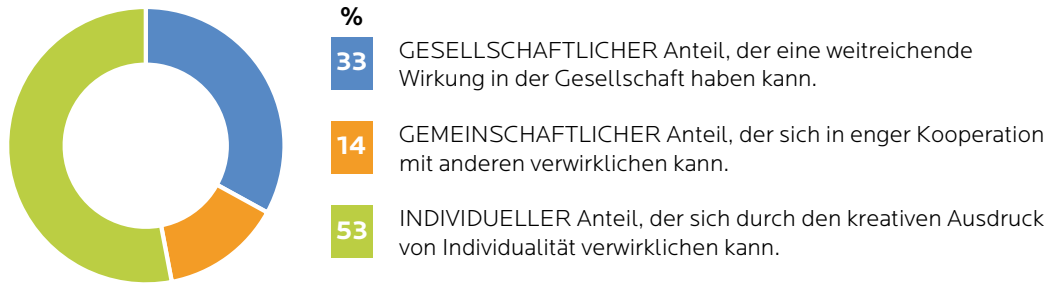 %
33 GESELLSCHAFTLICHER Anteil, der eine weitreichende
Wirkung in der Gesellschaft haben kann.
14 GEMEINSCHAFTLICHER Anteil, der sich in enger Kooperation
mit anderen verwirklichen kann.
53 INDIVIDUELLER Anteil, der sich durch den kreativen Ausdruck
von Individualität verwirklichen kann.